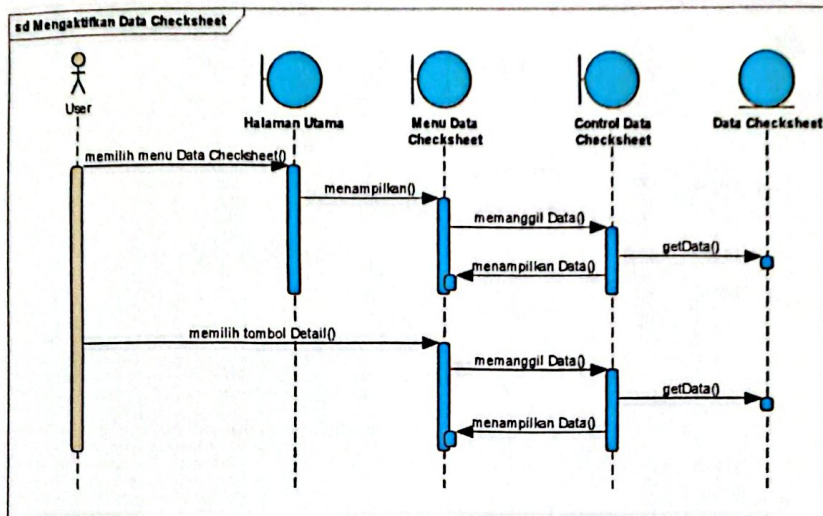 sd Mengaktifkan Data Checksheet
User
Halaman Utama
Menu Data
Checksheet
Control Data
Checksheet
Data Checksheet
memilih menu Data Checksheet()
menampilkan()
memanggil Data()
getData()
menampilkan Data()
memilih tombol Detail()
memanggil Data()
getData()
menampilkan Data()